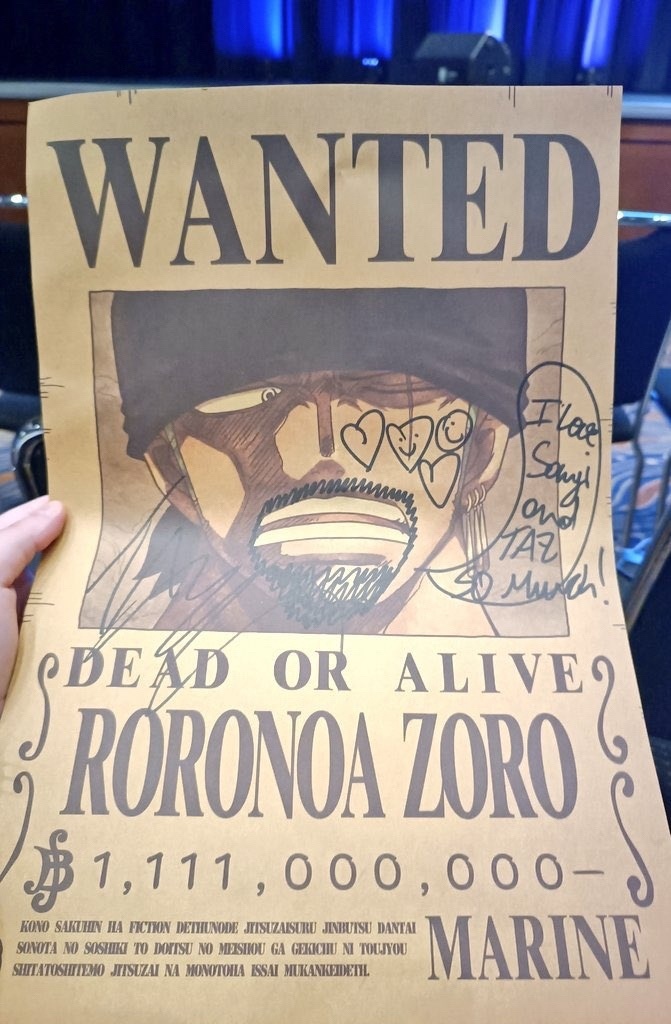 WANTED
I Love
Sanji
and
TAZ
SO Munch!
DEAD OR ALIVE
RORONOA ZORO
฿ 1,111,000,000-
KONO SAKUHIN HA FICTION DETHUNODE JITSUZAISURU JINBUTSU DANTAI
SONOTA NO SOSHIKI TO DOITSU NO MEISHOU GA GEKICHU NI TOUJYOU
SHITATOSHITEMO JITSUZAI NA MONOTOHA ISSAI MUKANKEIDETH.
MARINE